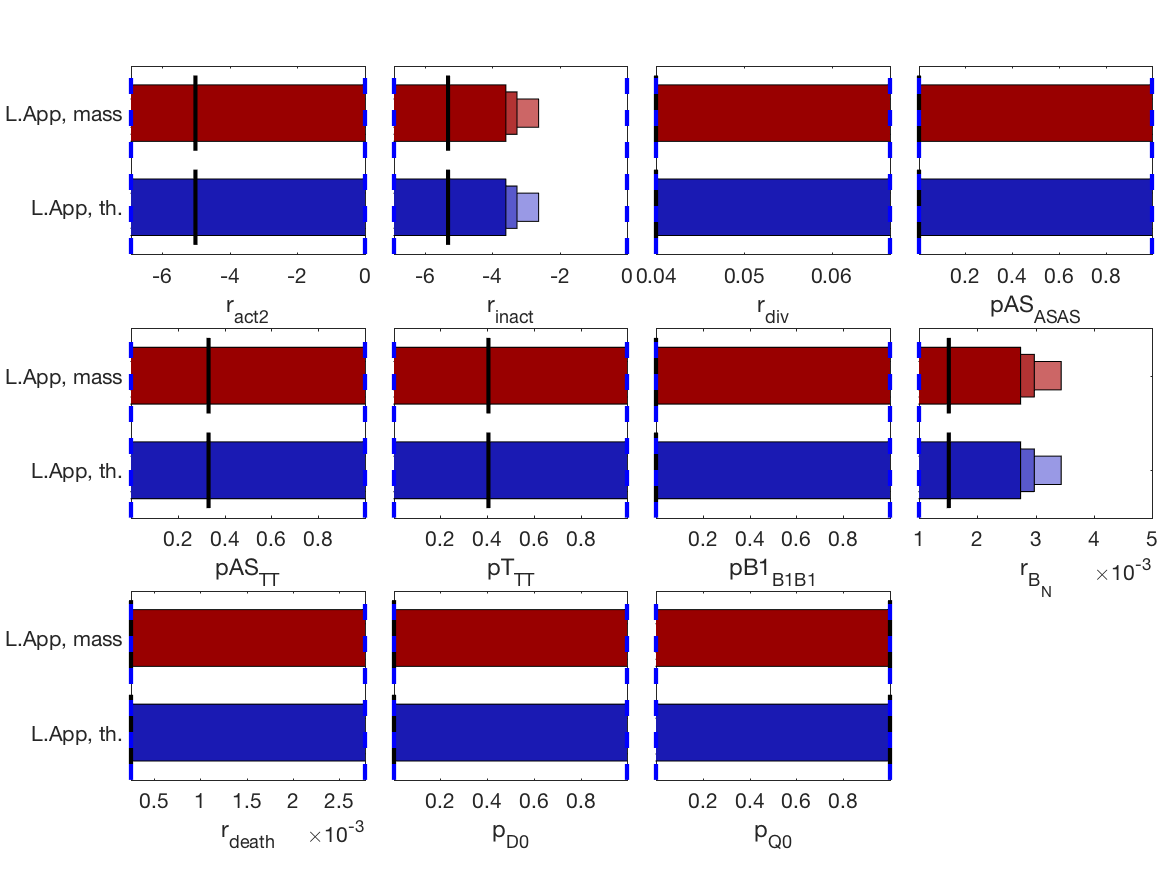 L.App, mass
L.App, th.
-6 -4 -2 0
r_act2
-6 -4 -2 0
r_inact
0.04 0.05 0.06
r_div
0.2 0.4 0.6 0.8
pAS_ASAS
L.App, mass
L.App, th.
0.2 0.4 0.6 0.8
pAS_TT
0.2 0.4 0.6 0.8
pT_TT
0.2 0.4 0.6 0.8
pB1_B1B1
1 2 3 4 5
r_B_N ×10^-3
L.App, mass
L.App, th.
0.5 1 1.5 2 2.5
r_death ×10^-3
0.2 0.4 0.6 0.8
p_D0
0.2 0.4 0.6 0.8
p_Q0